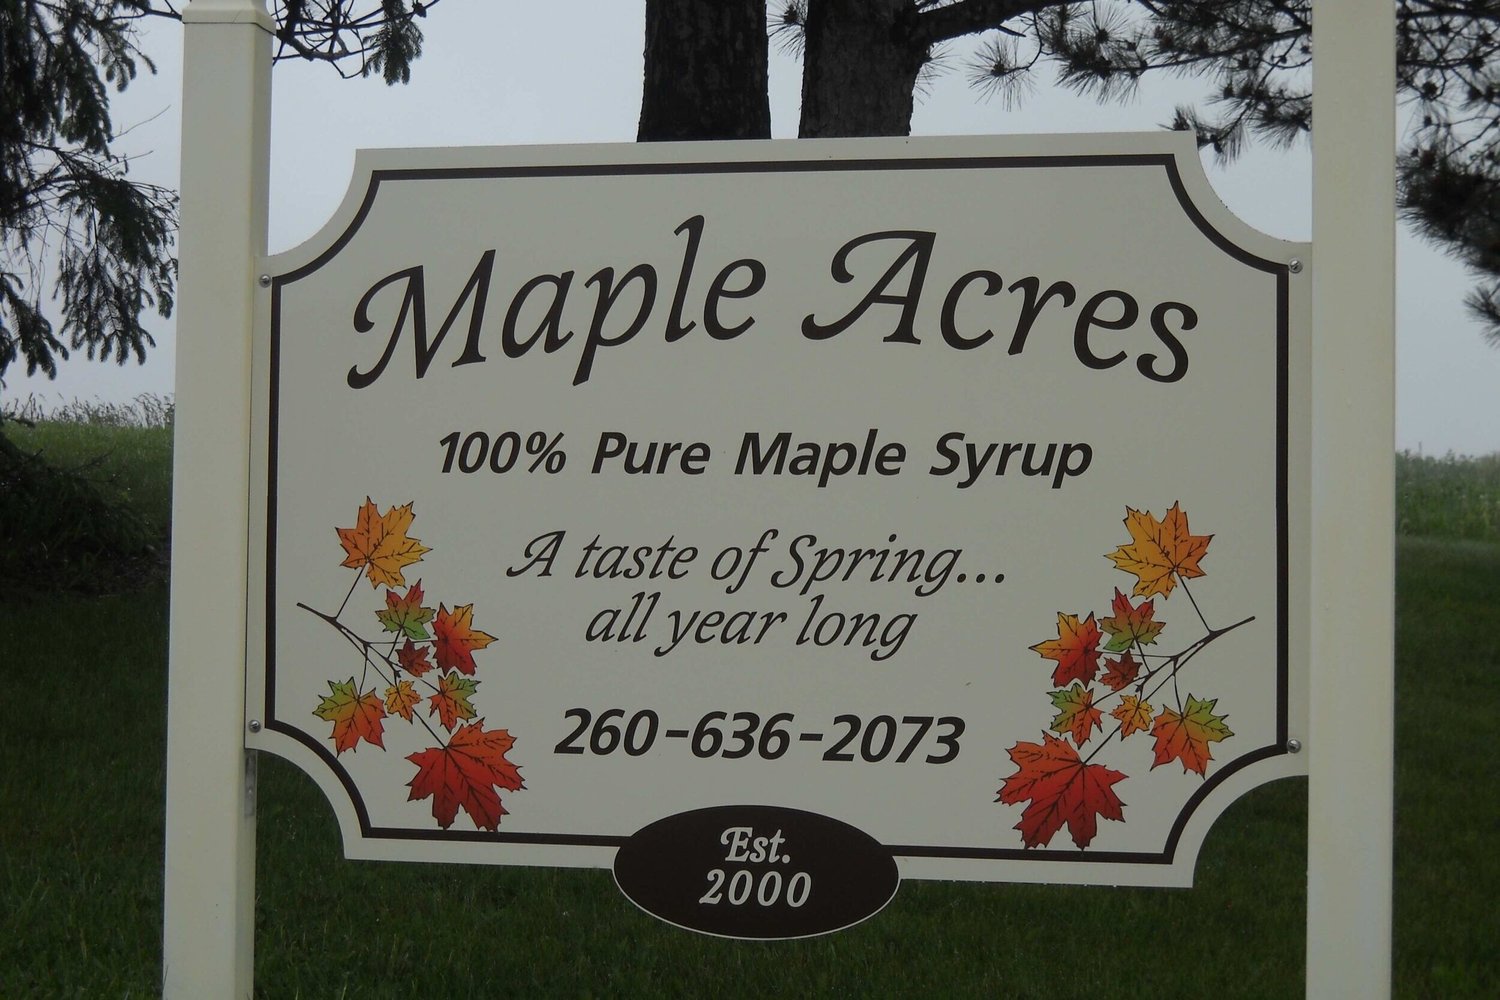 Maple Acres
100% Pure Maple Syrup
A taste of Spring...
all year long
260-636-2073
Est.
2000